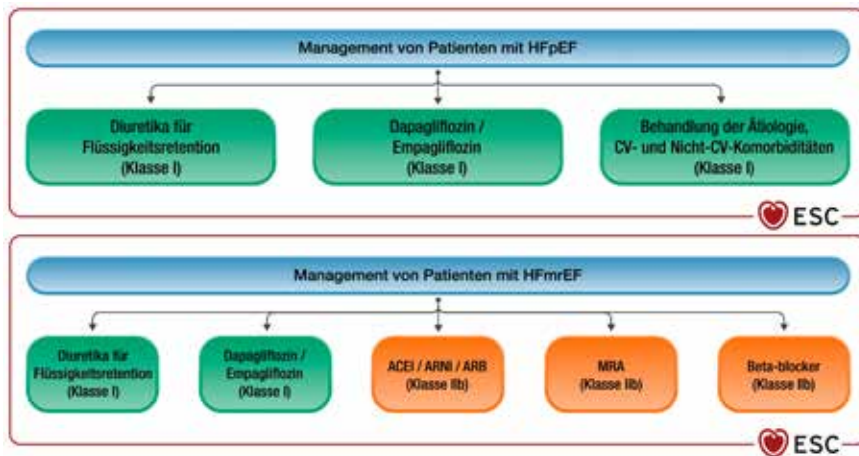 Management von Patienten mit HFpEF
Diuretika für
Flüssigkeitsretention
(Klasse I)
Dapagliflozin /
Empagliflozin
(Klasse I)
Behandlung der Ätiologie,
CV- und Nicht-CV-Komorbiditäten
(Klasse I)
ESC
Management von Patienten mit HFmrEF
Diuretika für
Flüssigkeitsretention
(Klasse I)
Dapagliflozin /
Empagliflozin
(Klasse I)
ACEI / ARNI / ARB
(Klasse IIb)
MRA
(Klasse IIb)
Beta-blocker
(Klasse IIb)
ESC